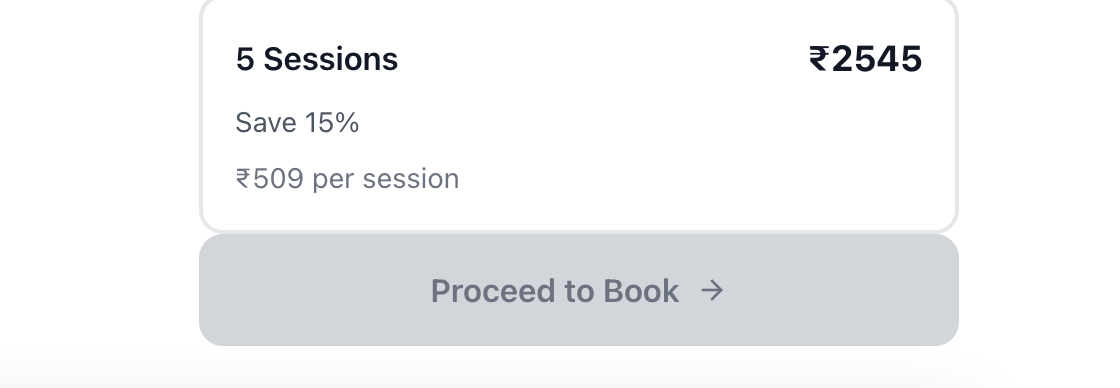 5 Sessions ₹2545
Save 15%
₹509 per session
Proceed to Book →